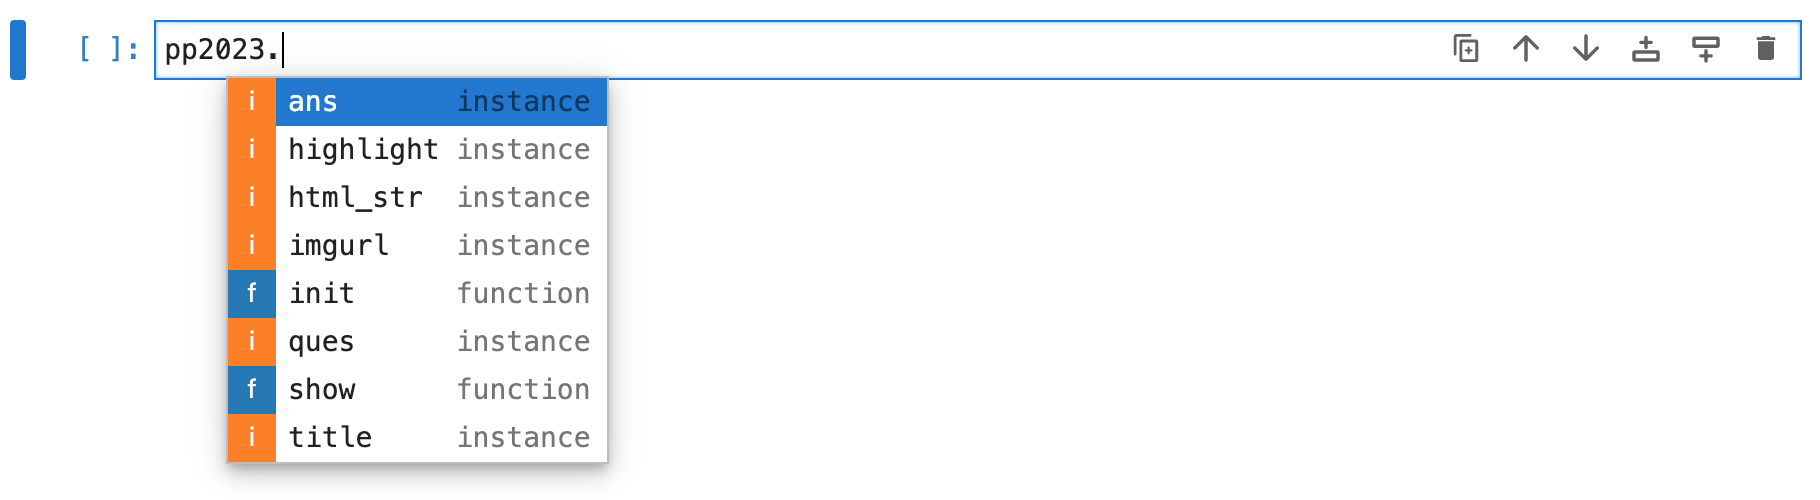 [ ]: pp2023.
i ans instance
i highlight instance
i html_str instance
i imgurl instance
f init function
i ques instance
f show function
i title instance